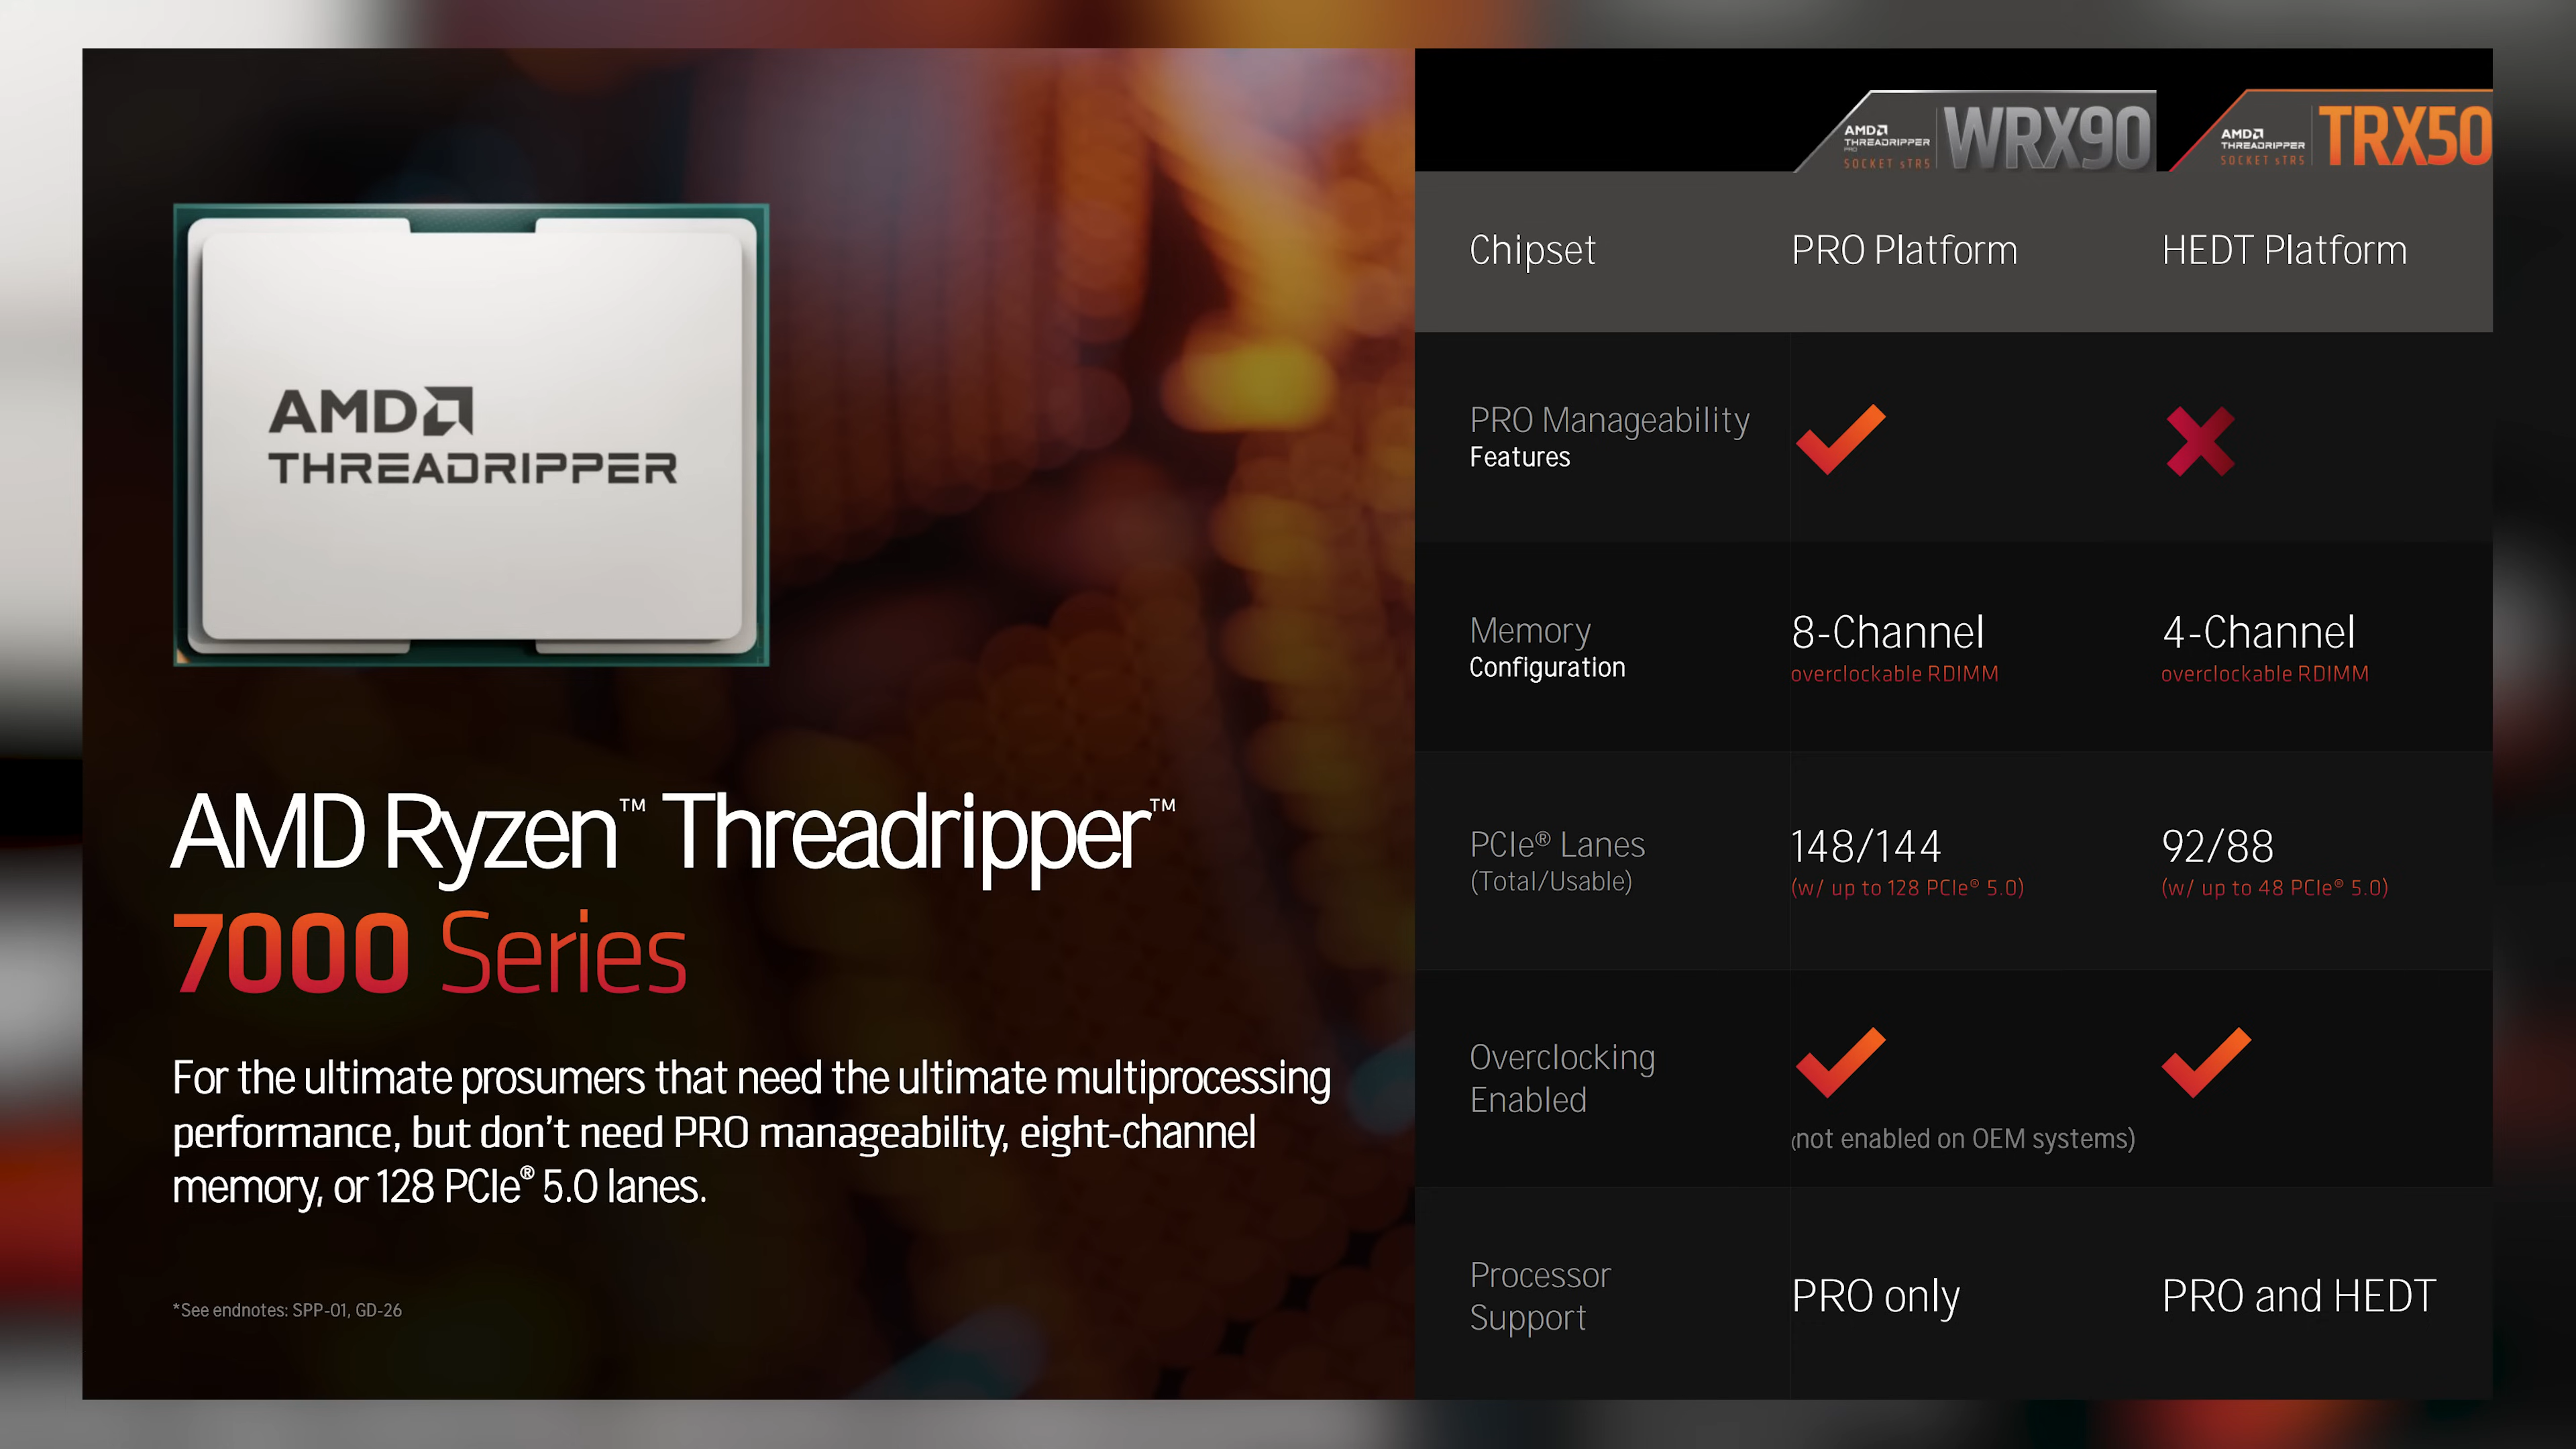 AMD
THREADRIPPER
AMD Ryzen™ Threadripper™
7000 Series
For the ultimate prosumers that need the ultimate multiprocessing
performance, but don't need PRO manageability, eight-channel
memory, or 128 PCIe® 5.0 lanes.
*See endnotes: SPP-01, GD-26
AMD
THREADRIPPER
PRO
SOCKET sTR5
WRX90
AMD
THREADRIPPER
SOCKET sTR5
TRX50
Chipset
PRO Platform
HEDT Platform
PRO Manageability
Features
Memory
Configuration
8-Channel
overclockable RDIMM
4-Channel
overclockable RDIMM
PCIe® Lanes
(Total/Usable)
148/144
(w/ up to 128 PCIe® 5.0)
92/88
(w/ up to 48 PCIe® 5.0)
Overclocking
Enabled
(not enabled on OEM systems)
Processor
Support
PRO only
PRO and HEDT